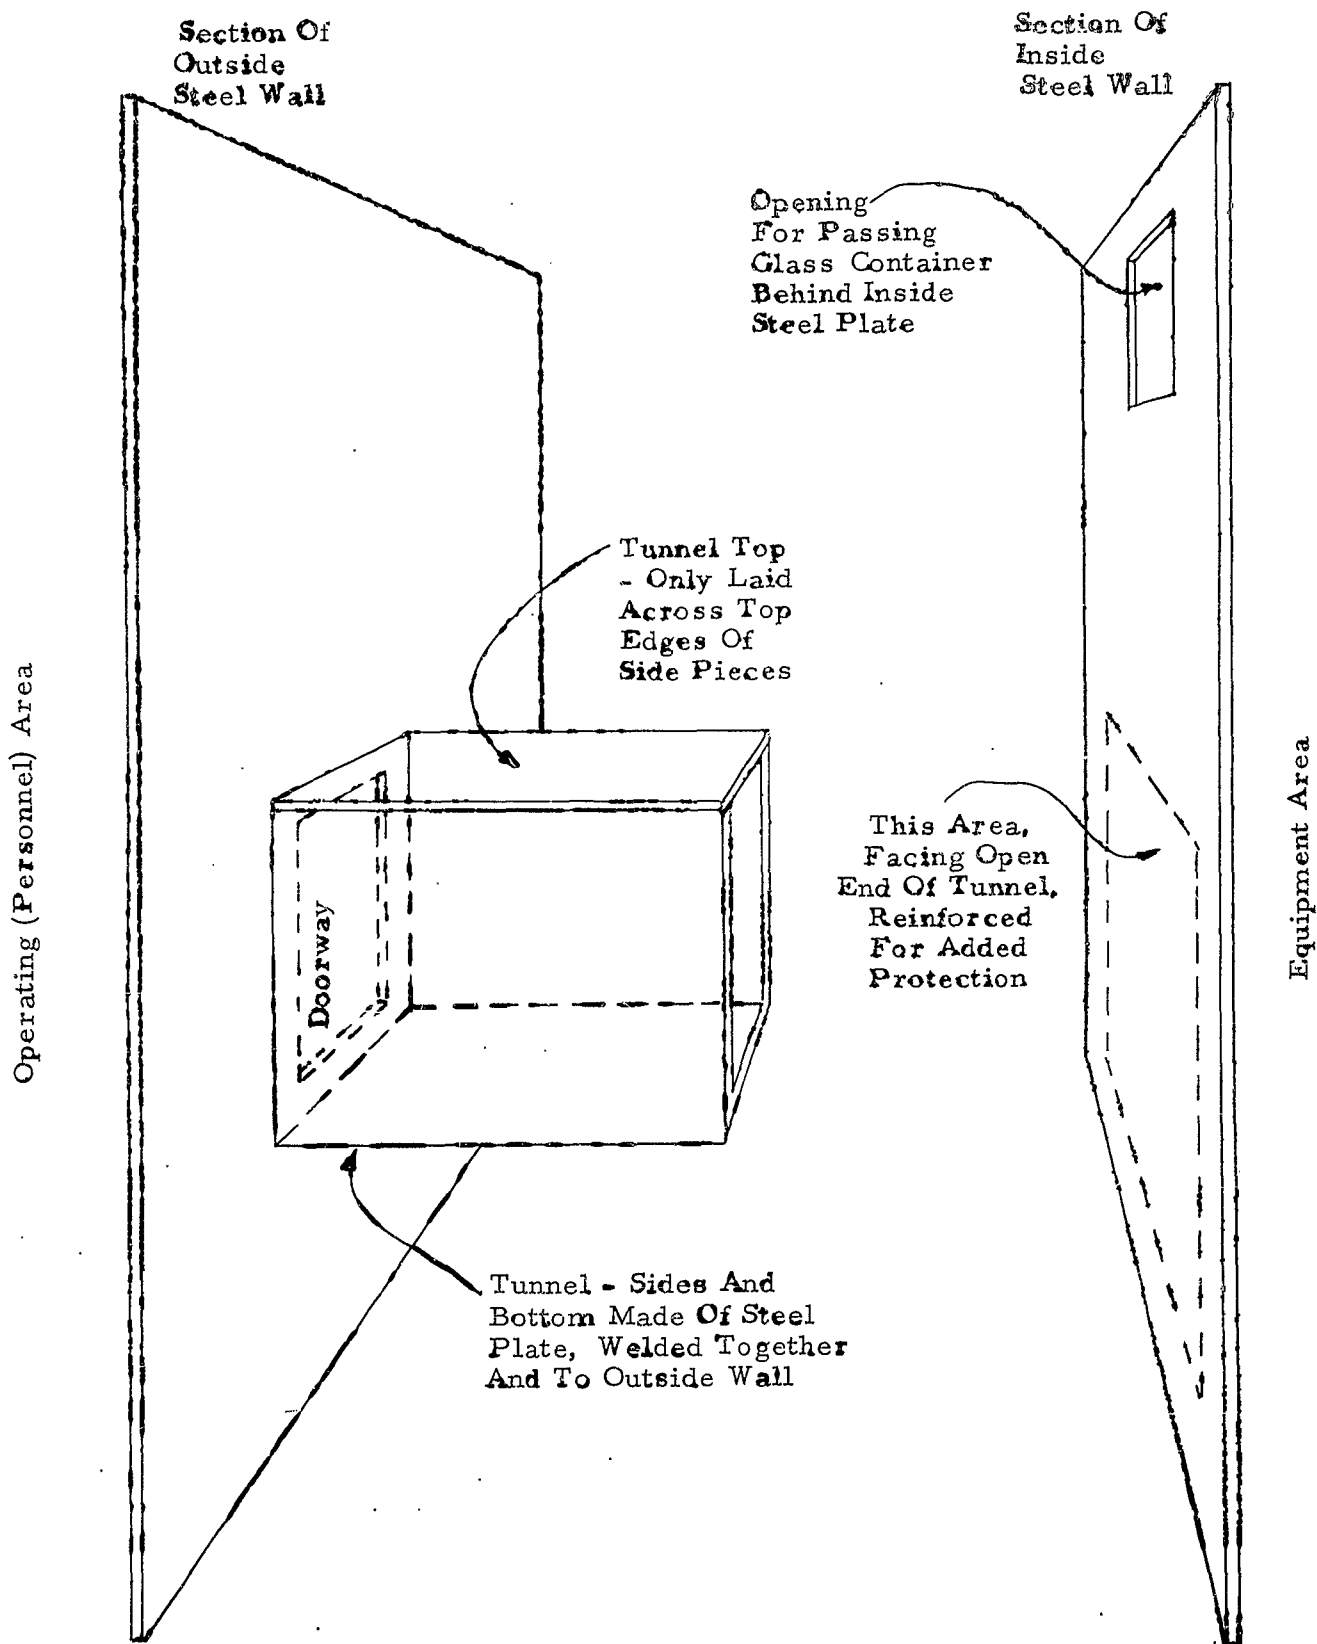 Section Of
Outside
Steel Wall
Section Of
Inside
Steel Wall
Opening
For Passing
Glass Container
Behind Inside
Steel Plate
Tunnel Top
- Only Laid
Across Top
Edges Of
Side Pieces
Operating (Personnel) Area
Doorway
This Area,
Facing Open
End Of Tunnel,
Reinforced
For Added
Protection
Equipment Area
Tunnel - Sides And
Bottom Made Of Steel
Plate, Welded Together
And To Outside Wall